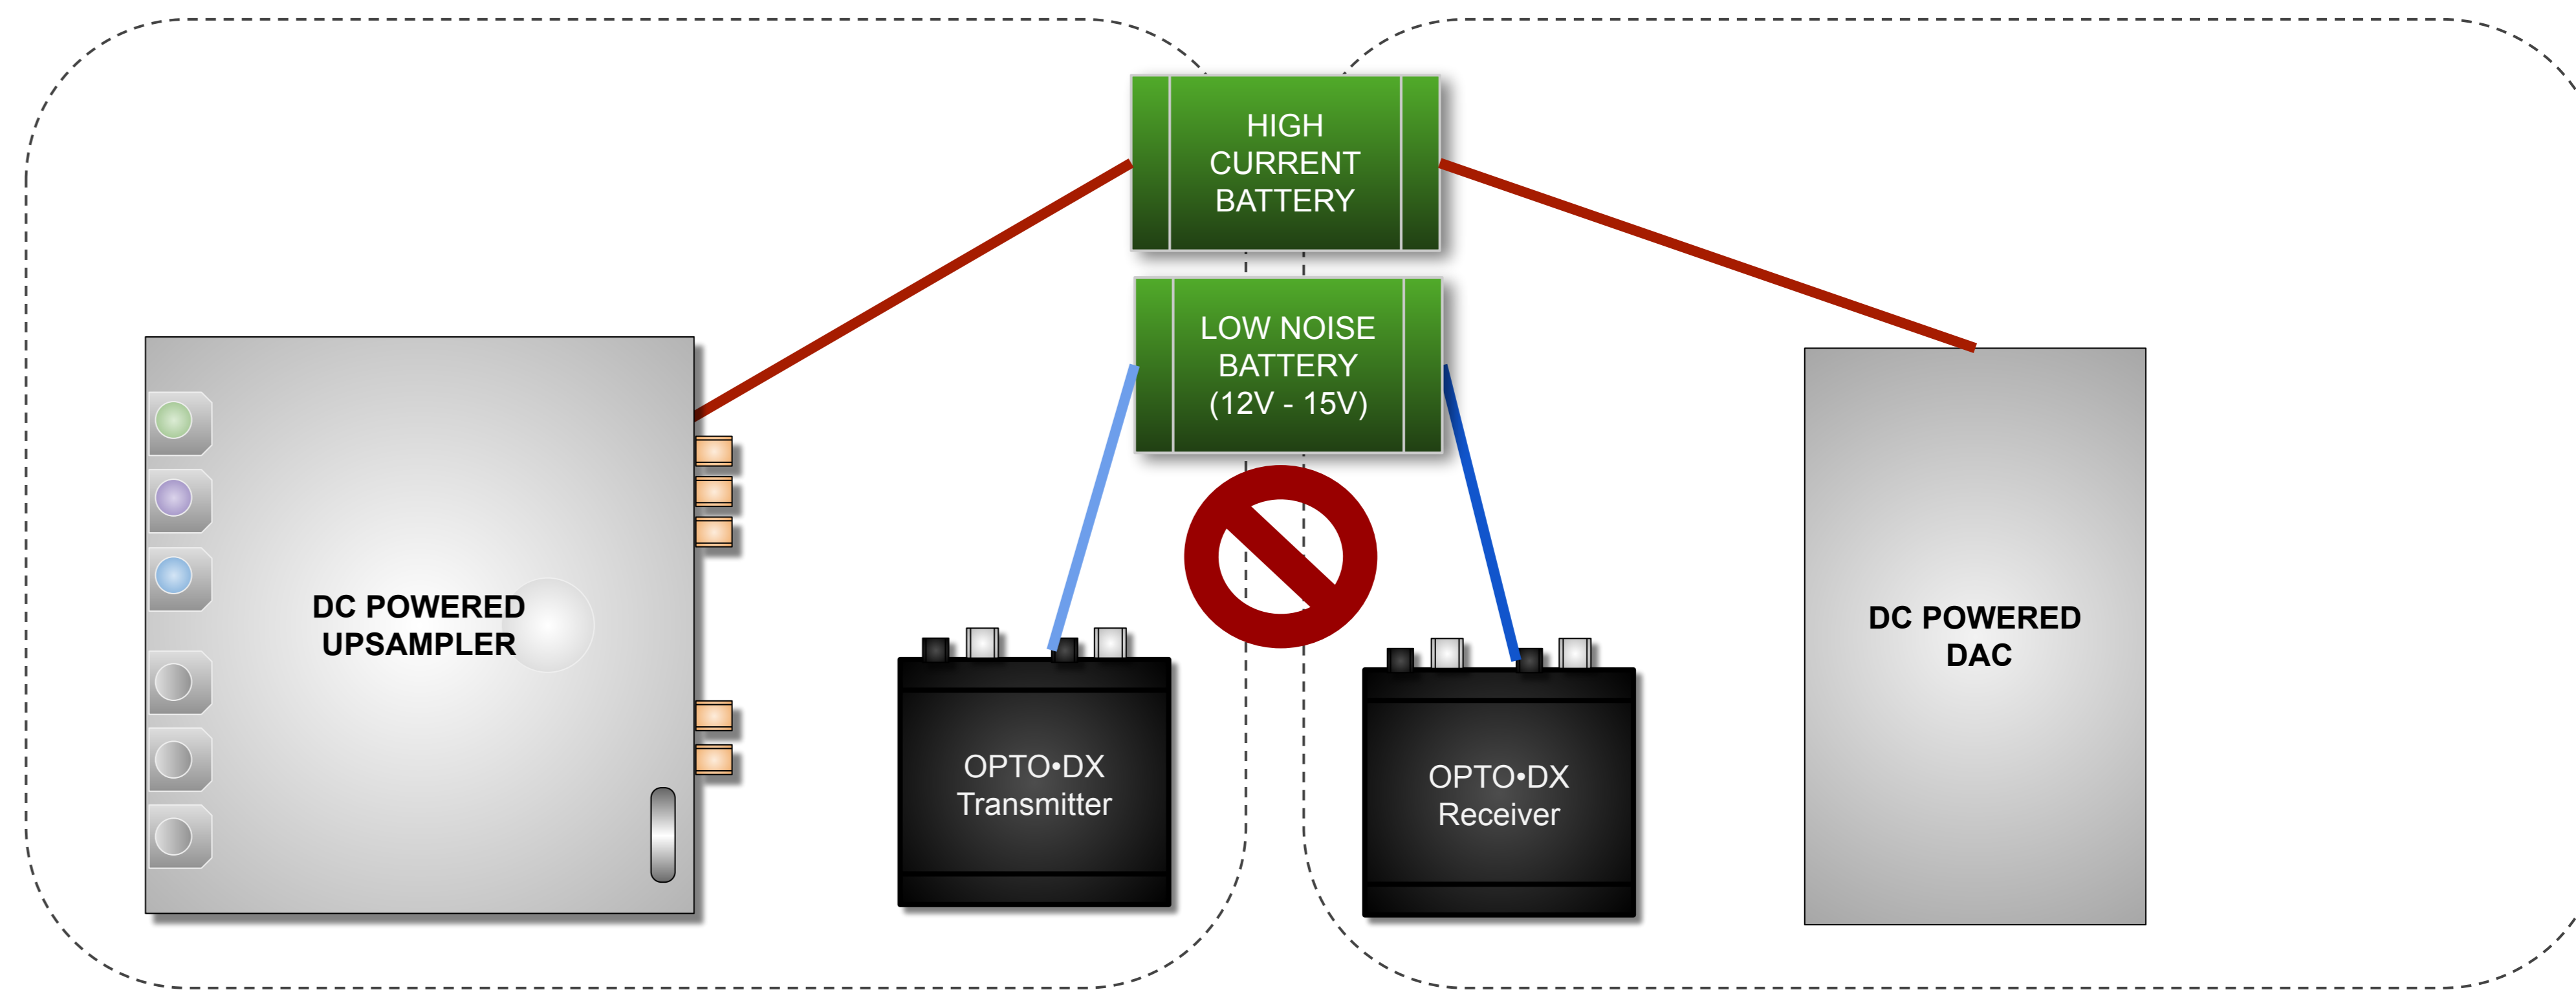 HIGH
CURRENT
BATTERY
LOW NOISE
BATTERY
(12V - 15V)
DC POWERED
UPSAMPLER
DC POWERED
DAC
OPTO•DX
Transmitter
OPTO•DX
Receiver